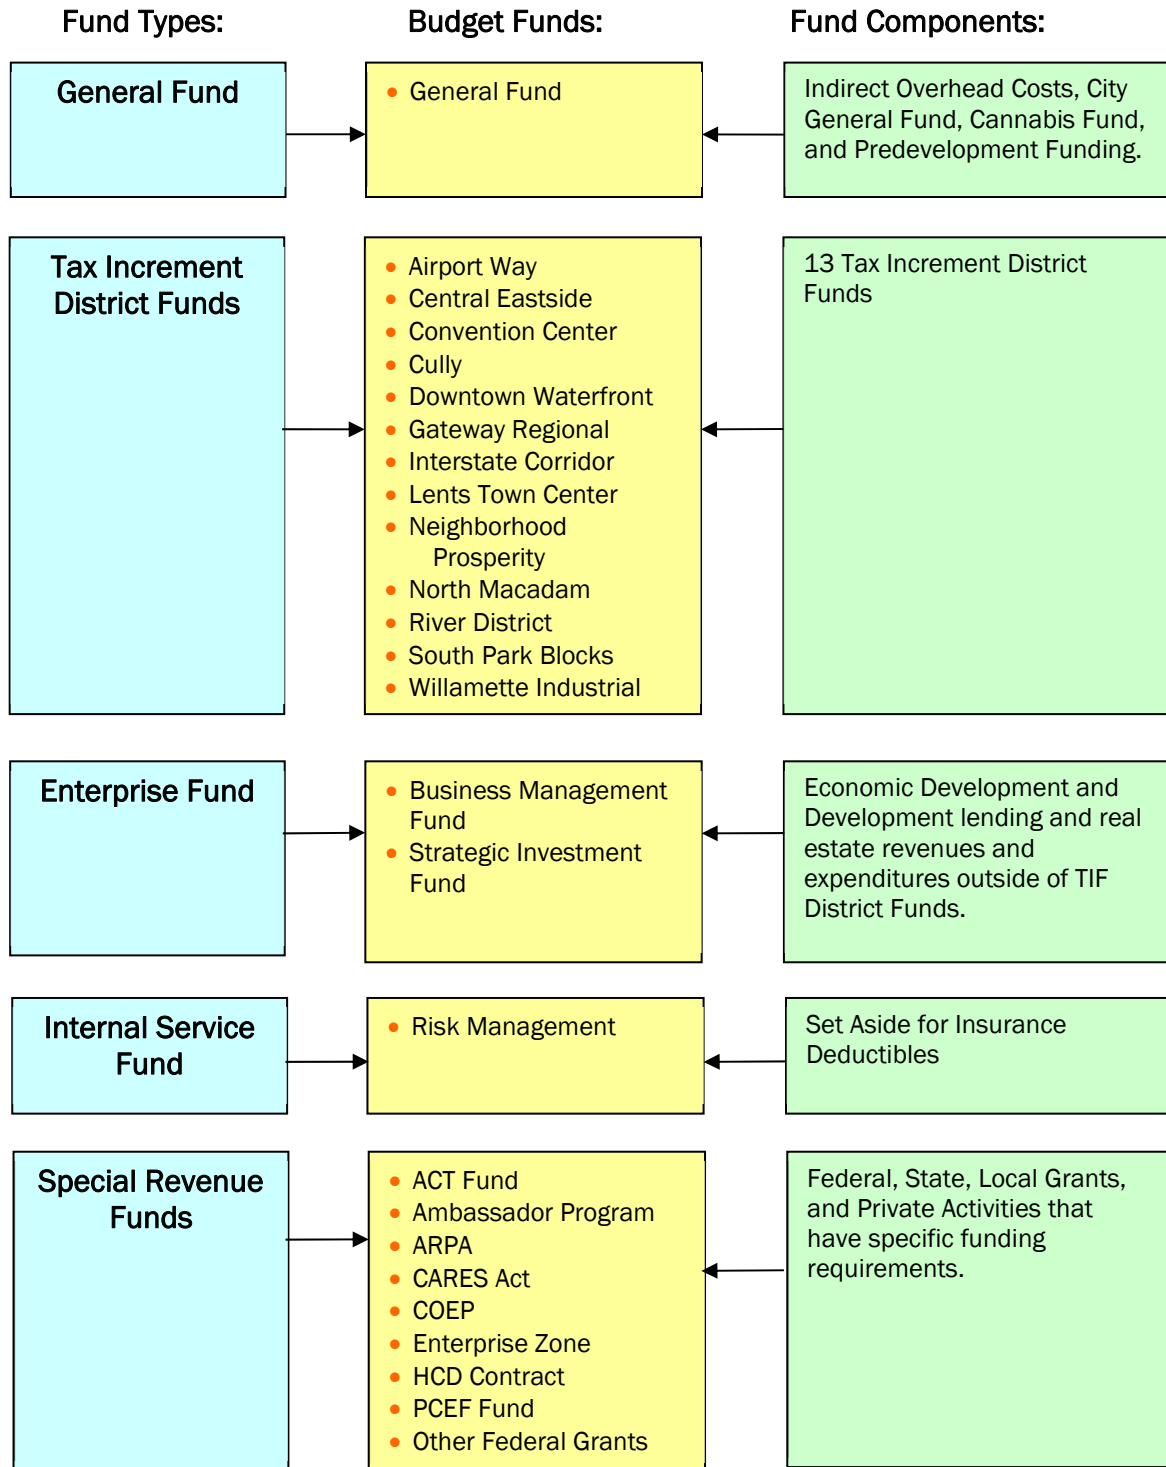 Fund Types:
Budget Funds:
Fund Components:
General Fund
• General Fund
Indirect Overhead Costs, City
General Fund, Cannabis Fund,
and Predevelopment Funding.
Tax Increment
District Funds
• Airport Way
• Central Eastside
• Convention Center
• Cully
• Downtown Waterfront
• Gateway Regional
• Interstate Corridor
• Lents Town Center
• Neighborhood
Prosperity
• North Macadam
• River District
• South Park Blocks
• Willamette Industrial
13 Tax Increment District
Funds
Enterprise Fund
• Business Management
Fund
• Strategic Investment
Fund
Economic Development and
Development lending and real
estate revenues and
expenditures outside of TIF
District Funds.
Internal Service
Fund
• Risk Management
Set Aside for Insurance
Deductibles
Special Revenue
Funds
• ACT Fund
• Ambassador Program
• ARPA
• CARES Act
• COEP
• Enterprise Zone
• HCD Contract
• PCEF Fund
• Other Federal Grants
Federal, State, Local Grants,
and Private Activities that
have specific funding
requirements.